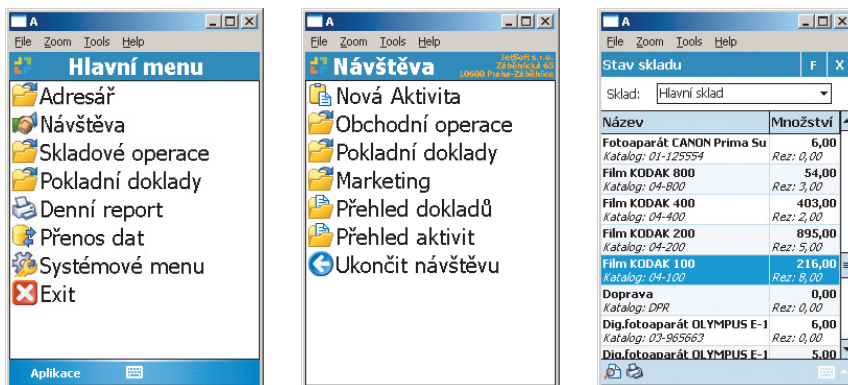 A
File Zoom Tools Help
Hlavní menu
Adresář
Návštěva
Skladové operace
Pokladní doklady
Denní report
Přenos dat
Systémové menu
Exit
Aplikace
A
File Zoom Tools Help
Návštěva
JetSoft s.r.o.
Záběhlická 65
10600 Praha-Záběhlice
Nová Aktivita
Obchodní operace
Pokladní doklady
Marketing
Přehled dokladů
Přehled aktivit
Ukončit návštěvu
A
File Zoom Tools Help
Stav skladu F X
Sklad: Hlavní sklad
Název Množství
Fotoaparát CANON Prima Su 6,00
Katalog: 01-125554 Rez: 0,00
Film KODAK 800 54,00
Katalog: 04-800 Rez: 3,00
Film KODAK 400 403,00
Katalog: 04-400 Rez: 2,00
Film KODAK 200 895,00
Katalog: 04-200 Rez: 5,00
Film KODAK 100 216,00
Katalog: 04-100 Rez: 8,00
Doprava 0,00
Katalog: DPR Rez: 0,00
Dig.fotoaparát OLYMPUS E-1 6,00
Katalog: 03-965663 Rez: 0,00
Dig.fotoaparát OLYMPUS E-1 5,00